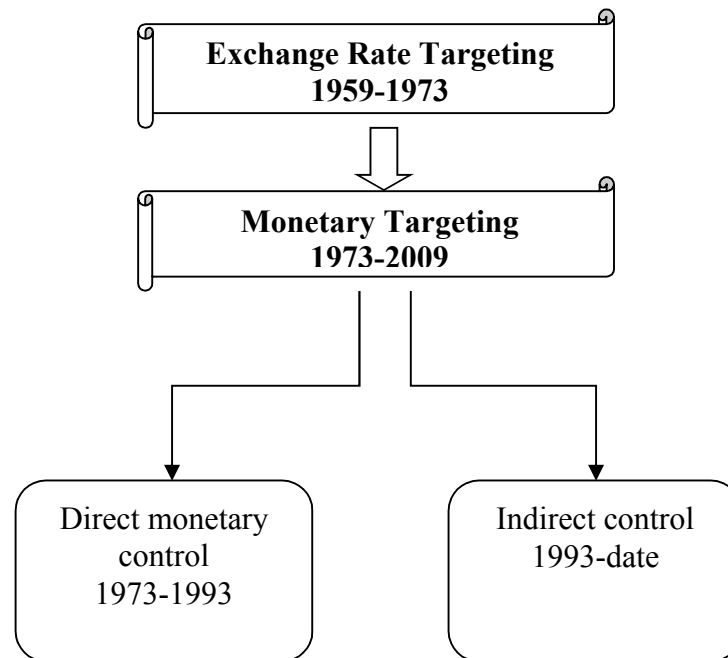 Exchange Rate Targeting
1959-1973
Monetary Targeting
1973-2009
Direct monetary
control
1973-1993
Indirect control
1993-date